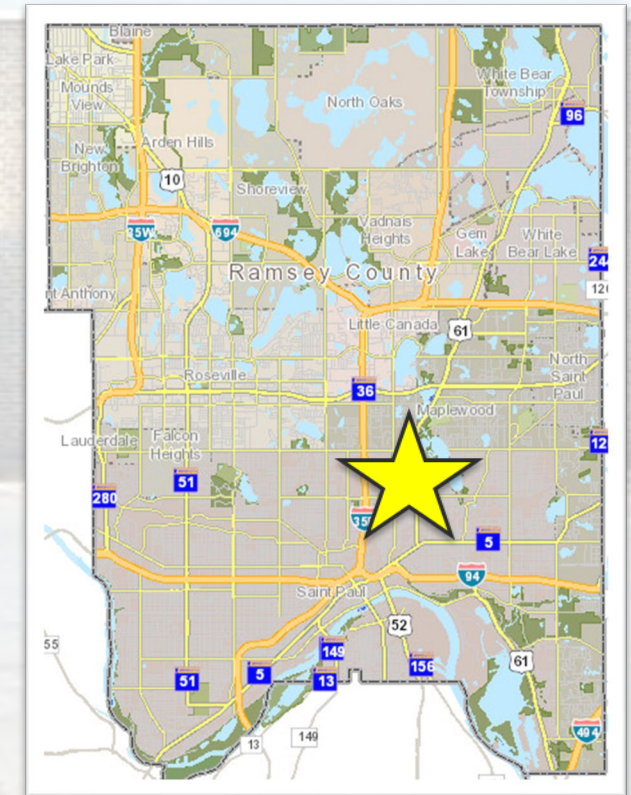 Blaine
Lake Park
Mounds
View
North Oaks
White Bear
Township
96
Arden Hills
New
Brighton
10
Shoreview
Vadnais
Heights
Gem
Lake
White
Bear Lake
35W
694
244
Ramsey County
nt Anthony
12
Little Canada
61
North
Saint
Paul
Roseville
36
Maplewood
Lauderdale
Falcon
Heights
12
51
280
35
5
94
Saint Paul
52
55
149
156
61
51
5
13
494
13
149